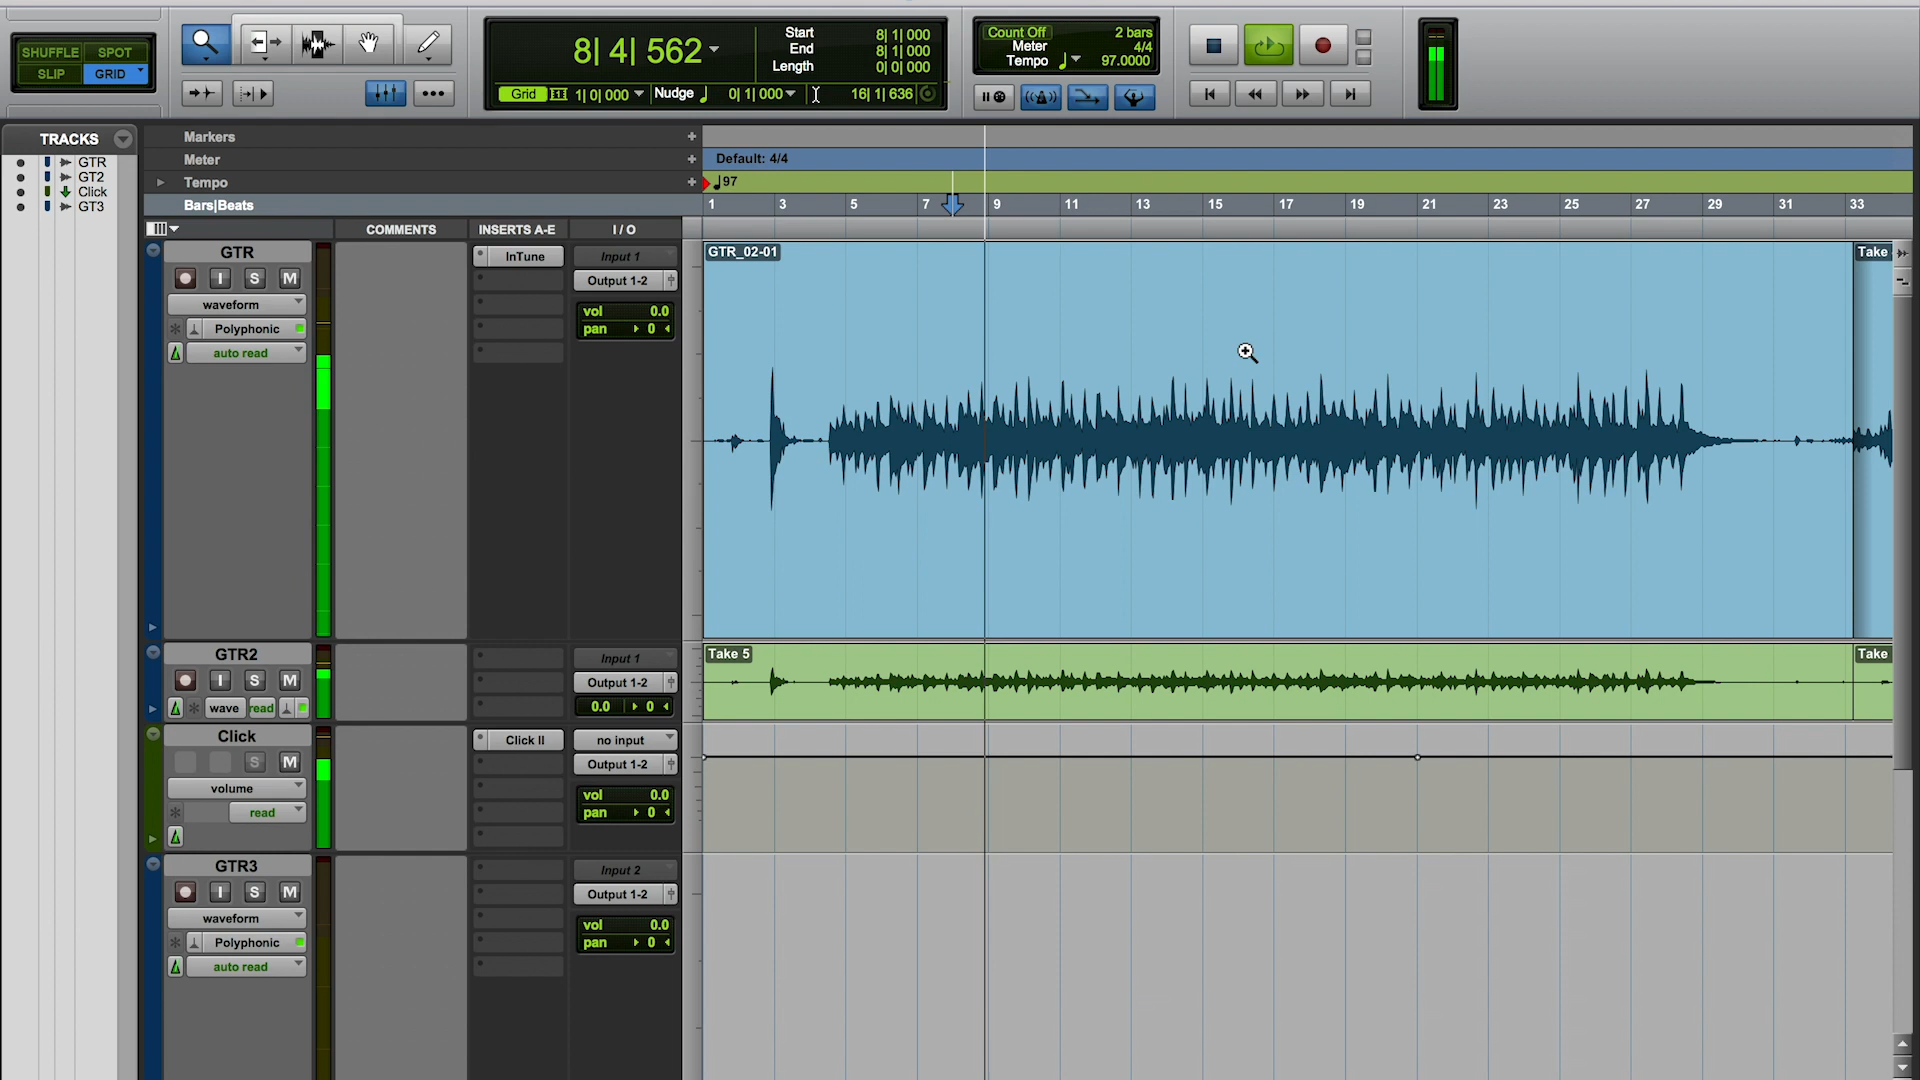 SHUFFLE SPOT
SLIP GRID
8| 4| 562
Start 8| 1| 000
End 8| 1| 000
Length 0| 0| 000
Grid 1| 0| 000 Nudge 0| 1| 000 16| 1| 636
Count Off 2 bars
Meter 4/4
Tempo 97.0000
TRACKS
GTR
GT2
Click
GT3
Markers
Meter
Default: 4/4
Tempo
97
Bars|Beats
1 3 5 7 9 11 13 15 17 19 21 23 25 27 29 31 33
COMMENTS INSERTS A-E I / O
GTR
I S M
waveform
Polyphonic
auto read
InTune
Input 1
Output 1-2
vol 0.0
pan 0
GTR_02-01
Take
GTR2
I S M
wave read
Input 1
Output 1-2
0.0 0
Take 5
Take
Click
S M
volume
read
Click II
no input
Output 1-2
vol 0.0
pan 0
GTR3
I S M
waveform
Polyphonic
auto read
Input 2
Output 1-2
vol 0.0
pan 0